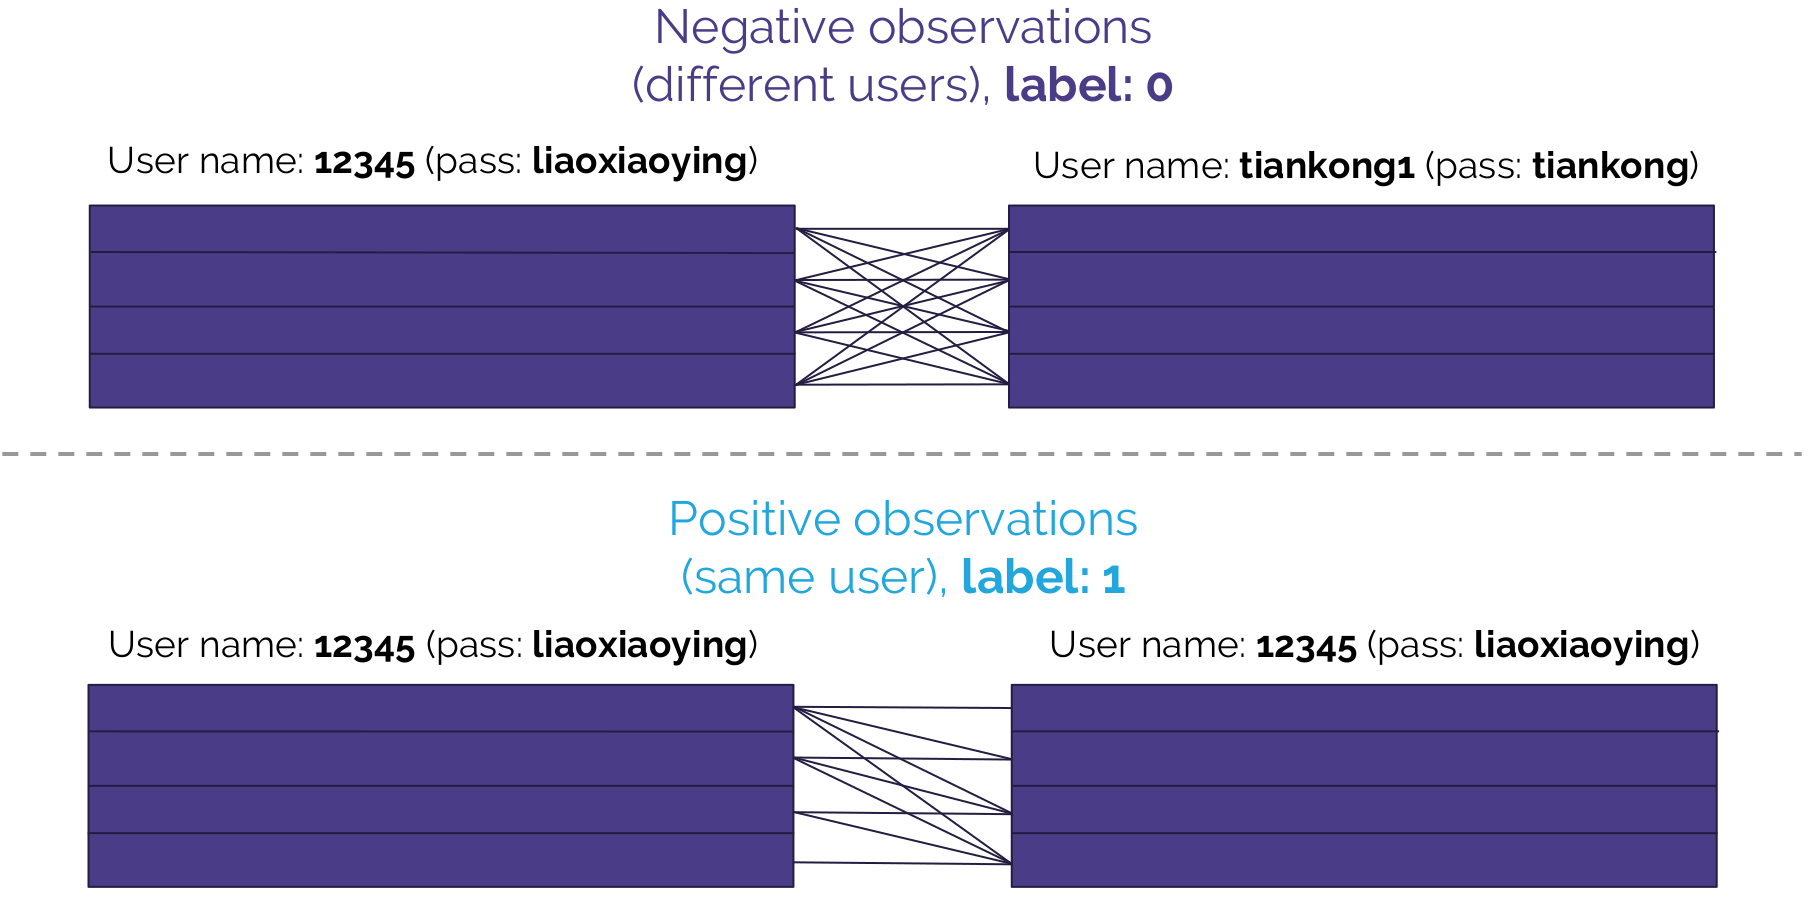 Negative observations
(different users), label: 0
User name: 12345 (pass: liaoxiaoying)
User name: tiankong1 (pass: tiankong)
Positive observations
(same user), label: 1
User name: 12345 (pass: liaoxiaoying)
User name: 12345 (pass: liaoxiaoying)